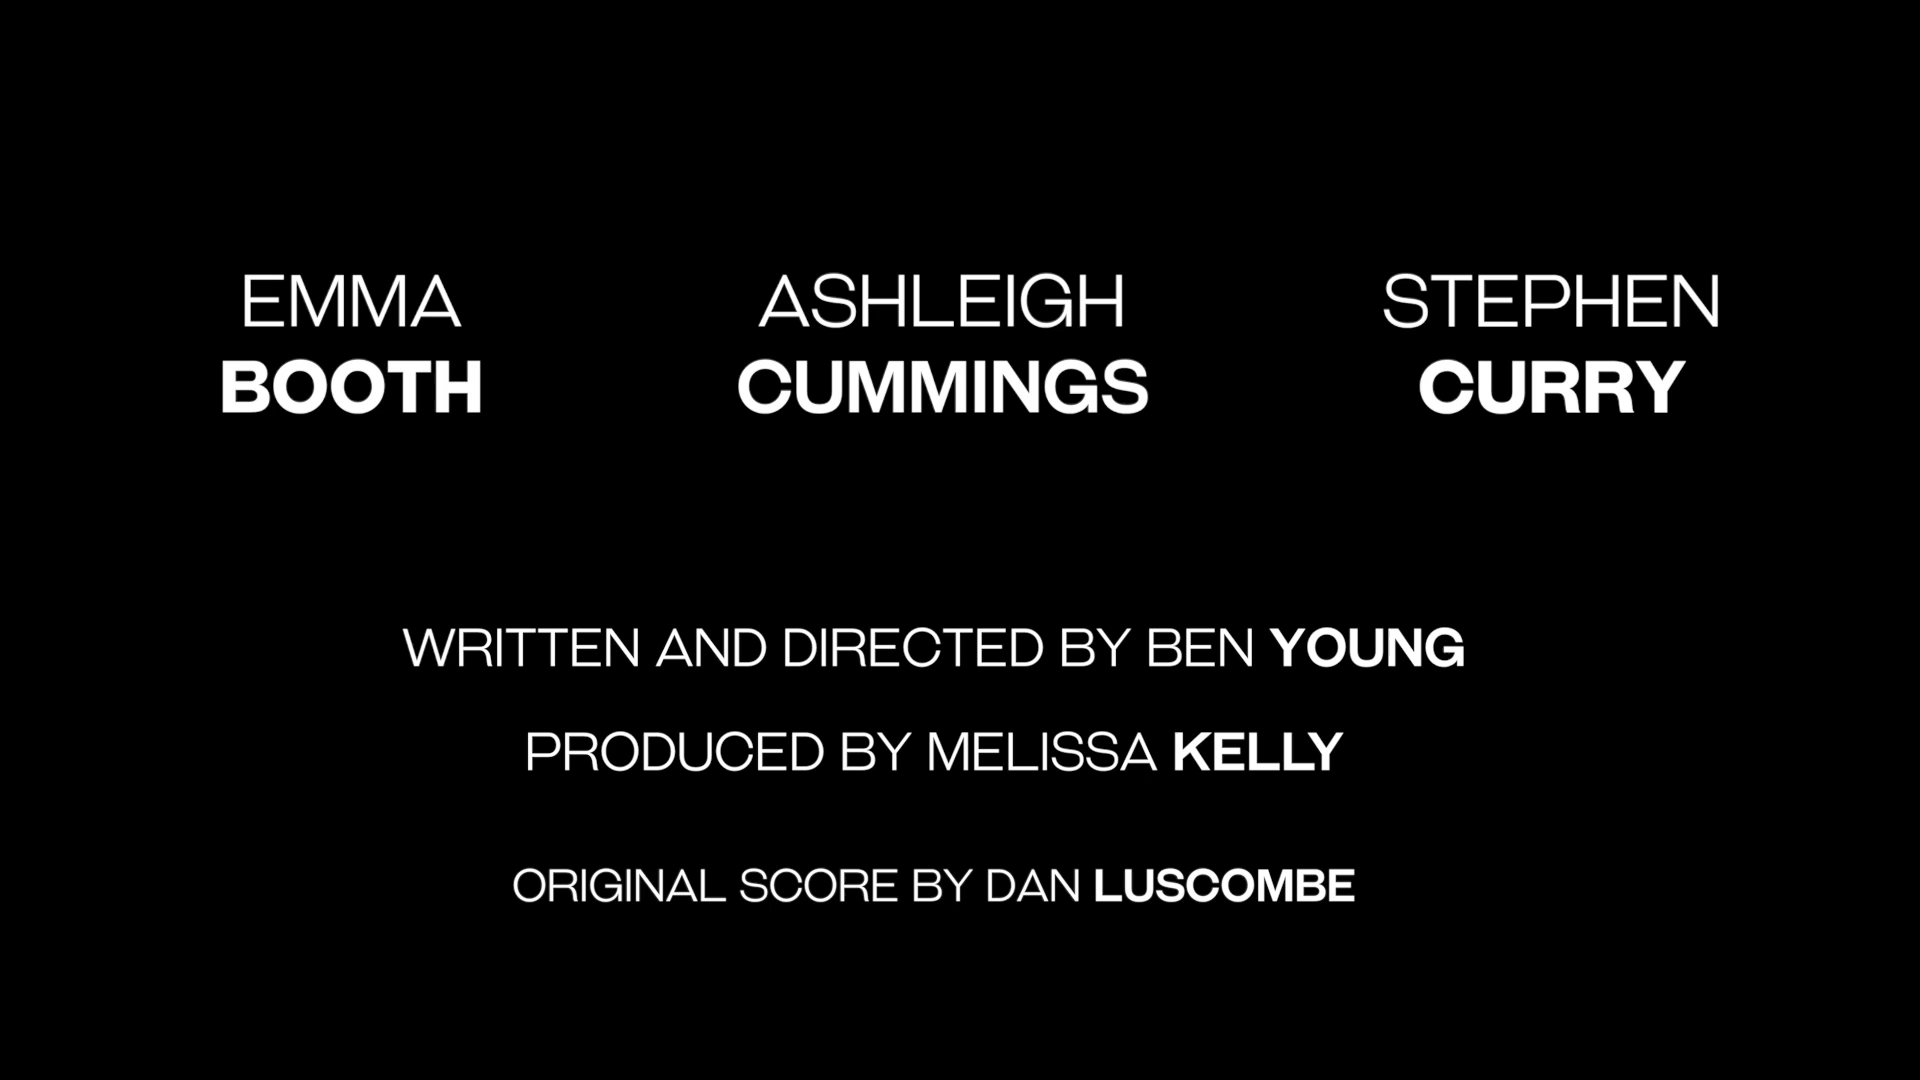 EMMA ASHLEIGH STEPHEN
BOOTH CUMMINGS CURRY
WRITTEN AND DIRECTED BY BEN YOUNG
PRODUCED BY MELISSA KELLY
ORIGINAL SCORE BY DAN LUSCOMBE